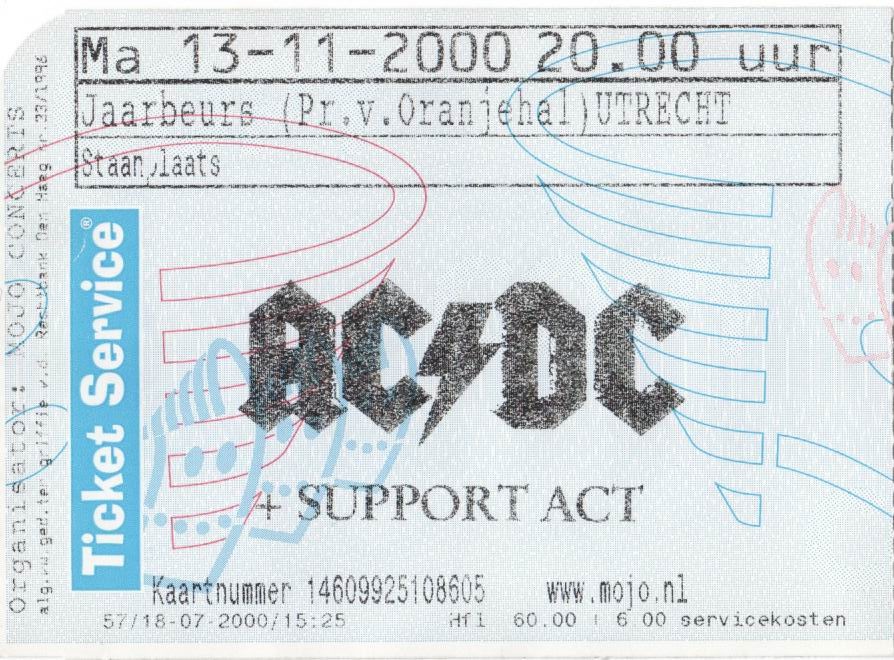 Ma 13-11-2000 20.00 uur
Jaarbeurs (Pr.v.Oranjehal)UTRECHT
Staanplaats
AC/DC
+ SUPPORT ACT
Kaartnummer 14609925108605 www.mojo.nl
57/18-07-2000/15:25 Hfl 60.00 + 6.00 servicekosten
Ticket Service®
Organisator: MOJO CONCERTS
alg.vw.ged.ter griffie v.d. Rechtbank Den Haag nr.33/1996